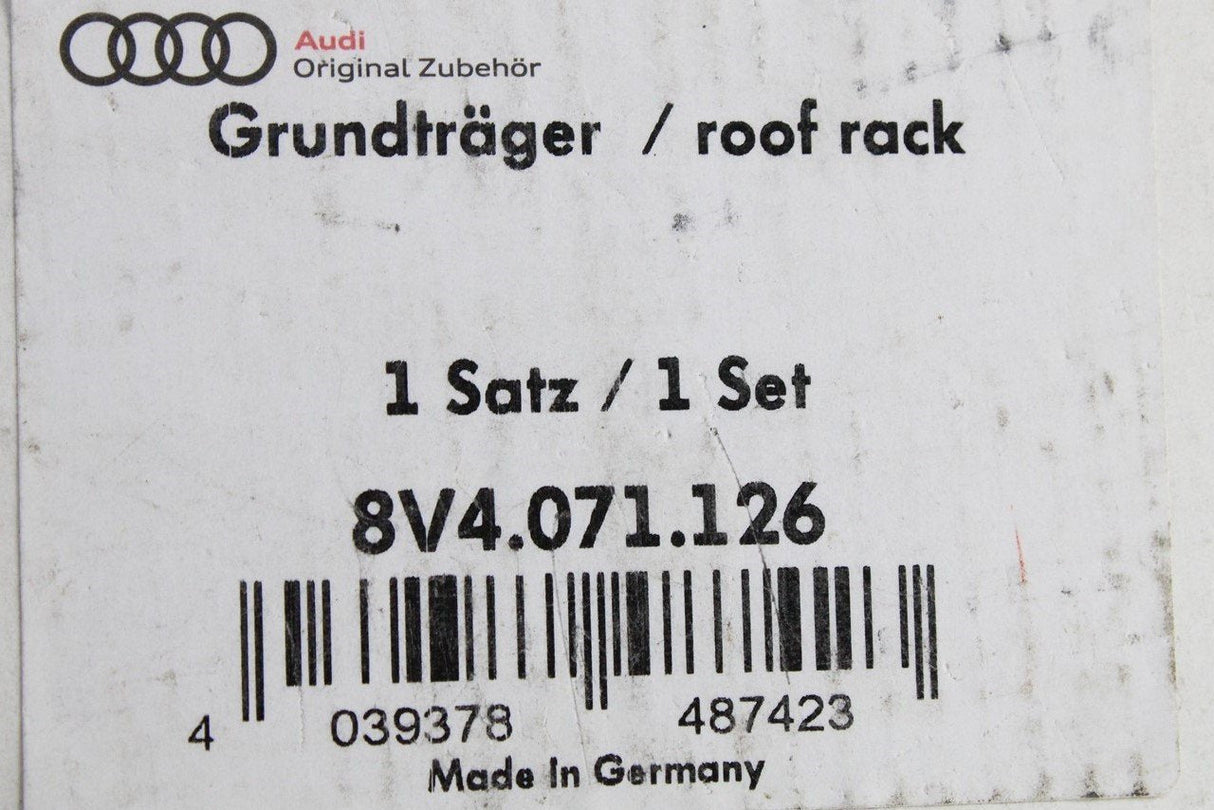 Audi
Original Zubehör
Grundträger / roof rack
1 Satz / 1 Set
8V4.071.126
4 039378 487423
Made In Germany